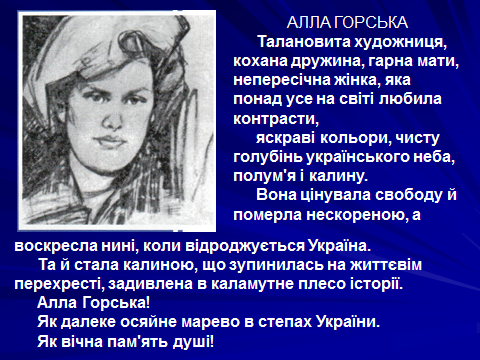 АЛЛА ГОРСЬКА
Талановита художниця,
кохана дружина, гарна мати,
непересічна жінка, яка
понад усе на світі любила
контрасти,
яскраві кольори, чисту
голубінь українського неба,
полум'я і калину.
Вона цінувала свободу й
померла нескореною, а
воскресла нині, коли відроджується Україна.
Та й стала калиною, що зупинилась на життєвім
перехресті, задивлена в каламутне плесо історії.
Алла Горська!
Як далеке осяйне марево в степах України.
Як вічна пам'ять душі!